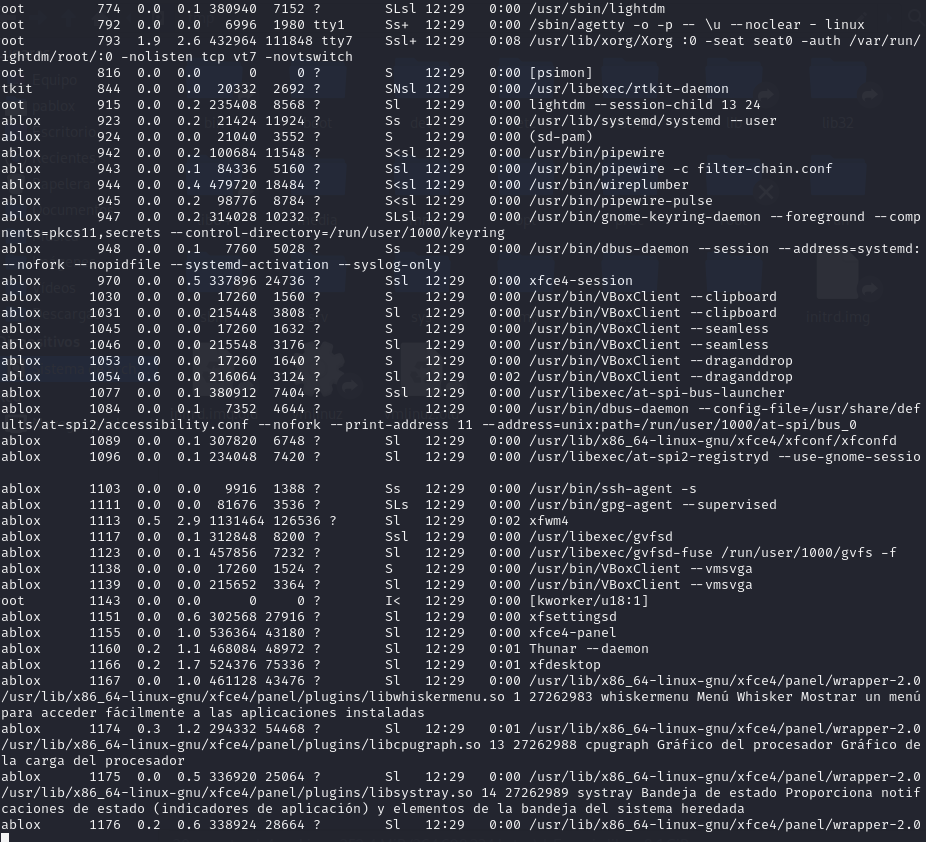 oot         774  0.0  0.1 380940  7152 ?        SLsl 12:29   0:00 /usr/sbin/lightdm
oot         792  0.0  0.0   6996  1980 tty1     Ss+  12:29   0:00 /sbin/agetty -o -p -- \u --noclear - linux
oot         793  1.9  2.6 432964 111848 tty7    Ssl+ 12:29   0:08 /usr/lib/xorg/Xorg :0 -seat seat0 -auth /var/run/
ightdm/root/:0 -nolisten tcp vt7 -novtswitch
oot         816  0.0  0.0      0     0 ?        S    12:29   0:00 [psimon]
tkit        844  0.0  0.0  20332  2692 ?        SNsl 12:29   0:00 /usr/libexec/rtkit-daemon
oot         915  0.0  0.2 235408  8568 ?        Sl   12:29   0:00 lightdm --session-child 13 24
ablox       923  0.0  0.2  21424 11924 ?        Ss   12:29   0:00 /usr/lib/systemd/systemd --user
ablox       924  0.0  0.0  21040  3552 ?        S    12:29   0:00 (sd-pam)
ablox       942  0.0  0.2 100684 11548 ?        S<sl 12:29   0:00 /usr/bin/pipewire
ablox       943  0.0  0.1  84336  5160 ?        Ssl  12:29   0:00 /usr/bin/pipewire -c filter-chain.conf
ablox       944  0.0  0.4 479720 18484 ?        S<sl 12:29   0:00 /usr/bin/wireplumber
ablox       945  0.0  0.2  98776  8784 ?        S<sl 12:29   0:00 /usr/bin/pipewire-pulse
ablox       947  0.0  0.2 314028 10232 ?        SLsl 12:29   0:00 /usr/bin/gnome-keyring-daemon --foreground --comp
nents=pkcs11,secrets --control-directory=/run/user/1000/keyring
ablox       948  0.0  0.1   7760  5028 ?        Ss   12:29   0:00 /usr/bin/dbus-daemon --session --address=systemd:
--nofork --nopidfile --systemd-activation --syslog-only
ablox       970  0.0  0.5 337896 24736 ?        Ssl  12:29   0:00 xfce4-session
ablox      1030  0.0  0.0  17260  1560 ?        S    12:29   0:00 /usr/bin/VBoxClient --clipboard
ablox      1031  0.0  0.0 215448  3808 ?        Sl   12:29   0:00 /usr/bin/VBoxClient --clipboard
ablox      1045  0.0  0.0  17260  1632 ?        S    12:29   0:00 /usr/bin/VBoxClient --seamless
ablox      1046  0.0  0.0 215548  3176 ?        Sl   12:29   0:00 /usr/bin/VBoxClient --seamless
ablox      1053  0.0  0.0  17260  1640 ?        S    12:29   0:00 /usr/bin/VBoxClient --draganddrop
ablox      1054  0.6  0.0 216064  3124 ?        Sl   12:29   0:02 /usr/bin/VBoxClient --draganddrop
ablox      1077  0.0  0.1 380912  7404 ?        Ssl  12:29   0:00 /usr/libexec/at-spi-bus-launcher
ablox      1084  0.0  0.1   7352  4644 ?        S    12:29   0:00 /usr/bin/dbus-daemon --config-file=/usr/share/def
ults/at-spi2/accessibility.conf --nofork --print-address 11 --address=unix:path=/run/user/1000/at-spi/bus_0
ablox      1089  0.0  0.1 307820  6748 ?        Sl   12:29   0:00 /usr/lib/x86_64-linux-gnu/xfce4/xfconf/xfconfd
ablox      1096  0.0  0.1 234048  7420 ?        Sl   12:29   0:00 /usr/libexec/at-spi2-registryd --use-gnome-sessio
ablox      1103  0.0  0.0   9916  1388 ?        Ss   12:29   0:00 /usr/bin/ssh-agent -s
ablox      1111  0.0  0.0  81676  3536 ?        SLs  12:29   0:00 /usr/bin/gpg-agent --supervised
ablox      1113  0.5  2.9 1131464 126536 ?      Sl   12:29   0:02 xfwm4
ablox      1117  0.0  0.1 312848  8200 ?        Ssl  12:29   0:00 /usr/libexec/gvfsd
ablox      1123  0.0  0.1 457856  7232 ?        Sl   12:29   0:00 /usr/libexec/gvfsd-fuse /run/user/1000/gvfs -f
ablox      1138  0.0  0.0  17260  1524 ?        S    12:29   0:00 /usr/bin/VBoxClient --vmsvga
ablox      1139  0.0  0.0 215652  3364 ?        Sl   12:29   0:00 /usr/bin/VBoxClient --vmsvga
oot        1143  0.0  0.0      0     0 ?        I<   12:29   0:00 [kworker/u18:1]
ablox      1151  0.0  0.6 302568 27916 ?        Sl   12:29   0:00 xfsettingsd
ablox      1155  0.0  1.0 536364 43180 ?        Sl   12:29   0:00 xfce4-panel
ablox      1160  0.2  1.1 468084 48972 ?        Sl   12:29   0:01 Thunar --daemon
ablox      1166  0.2  1.7 524376 75336 ?        Sl   12:29   0:01 xfdesktop
ablox      1167  0.0  1.0 461128 43476 ?        Sl   12:29   0:00 /usr/lib/x86_64-linux-gnu/xfce4/panel/wrapper-2.0
/usr/lib/x86_64-linux-gnu/xfce4/panel/plugins/libwhiskermenu.so 1 27262983 whiskermenu Menú Whisker Mostrar un menú
para acceder fácilmente a las aplicaciones instaladas
ablox      1174  0.3  1.2 294332 54468 ?        Sl   12:29   0:01 /usr/lib/x86_64-linux-gnu/xfce4/panel/wrapper-2.0
/usr/lib/x86_64-linux-gnu/xfce4/panel/plugins/libcpugraph.so 13 27262988 cpugraph Gráfico del procesador Gráfico de
la carga del procesador
ablox      1175  0.0  0.5 336920 25064 ?        Sl   12:29   0:00 /usr/lib/x86_64-linux-gnu/xfce4/panel/wrapper-2.0
/usr/lib/x86_64-linux-gnu/xfce4/panel/plugins/libsystray.so 14 27262989 systray Bandeja de estado Proporciona notif
caciones de estado (indicadores de aplicación) y elementos de la bandeja del sistema heredada
ablox      1176  0.2  0.6 338924 28664 ?        Sl   12:29   0:00 /usr/lib/x86_64-linux-gnu/xfce4/panel/wrapper-2.0